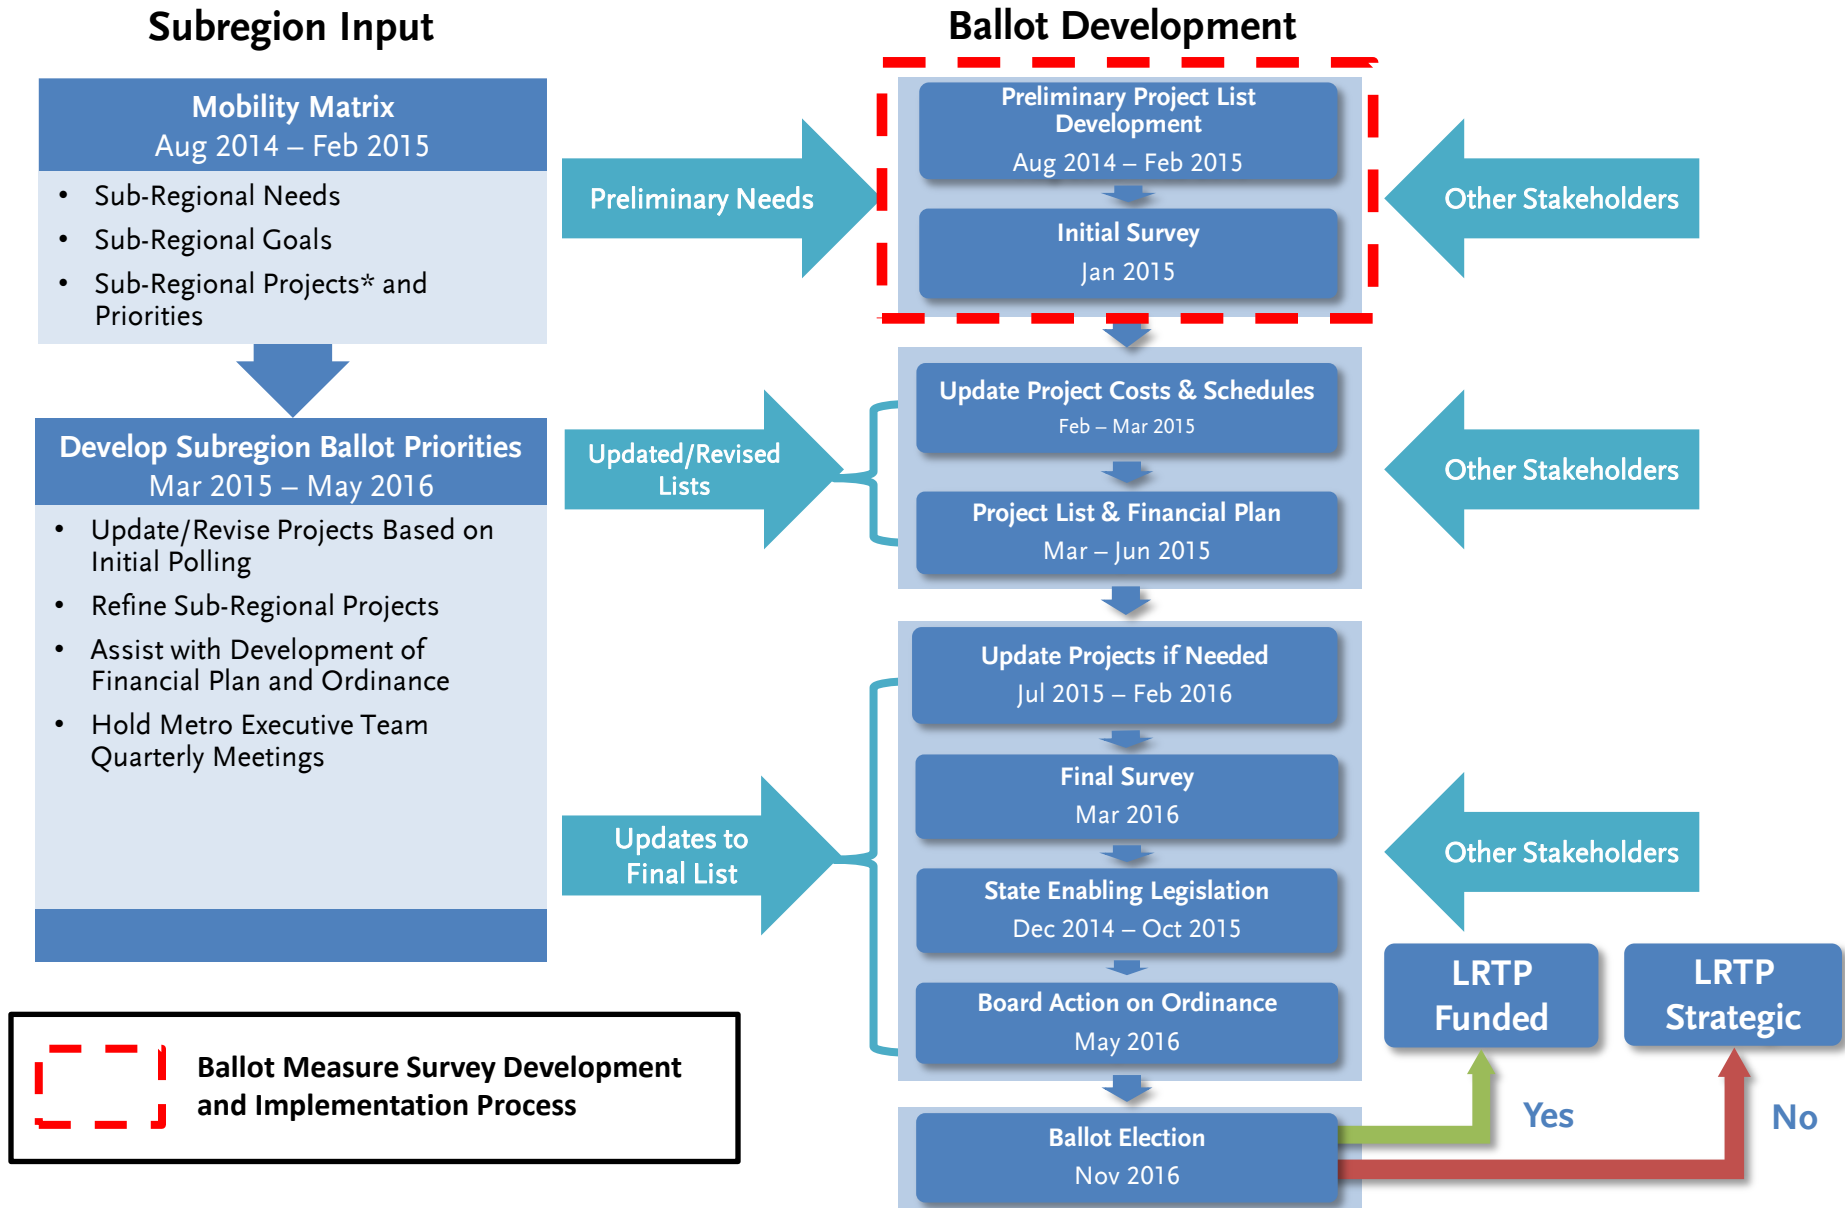 Subregion Input
Ballot Development
Mobility Matrix
Aug 2014 – Feb 2015
• Sub-Regional Needs
• Sub-Regional Goals
• Sub-Regional Projects* and
Priorities
Develop Subregion Ballot Priorities
Mar 2015 – May 2016
• Update/Revise Projects Based on
Initial Polling
• Refine Sub-Regional Projects
• Assist with Development of
Financial Plan and Ordinance
• Hold Metro Executive Team
Quarterly Meetings
Preliminary Needs
Updated/Revised
Lists
Updates to
Final List
Preliminary Project List
Development
Aug 2014 – Feb 2015
Initial Survey
Jan 2015
Update Project Costs & Schedules
Feb – Mar 2015
Project List & Financial Plan
Mar – Jun 2015
Update Projects if Needed
Jul 2015 – Feb 2016
Final Survey
Mar 2016
State Enabling Legislation
Dec 2014 – Oct 2015
Board Action on Ordinance
May 2016
Ballot Election
Nov 2016
Other Stakeholders
Other Stakeholders
Other Stakeholders
LRTP
Funded
LRTP
Strategic
Yes
No
Ballot Measure Survey Development
and Implementation Process